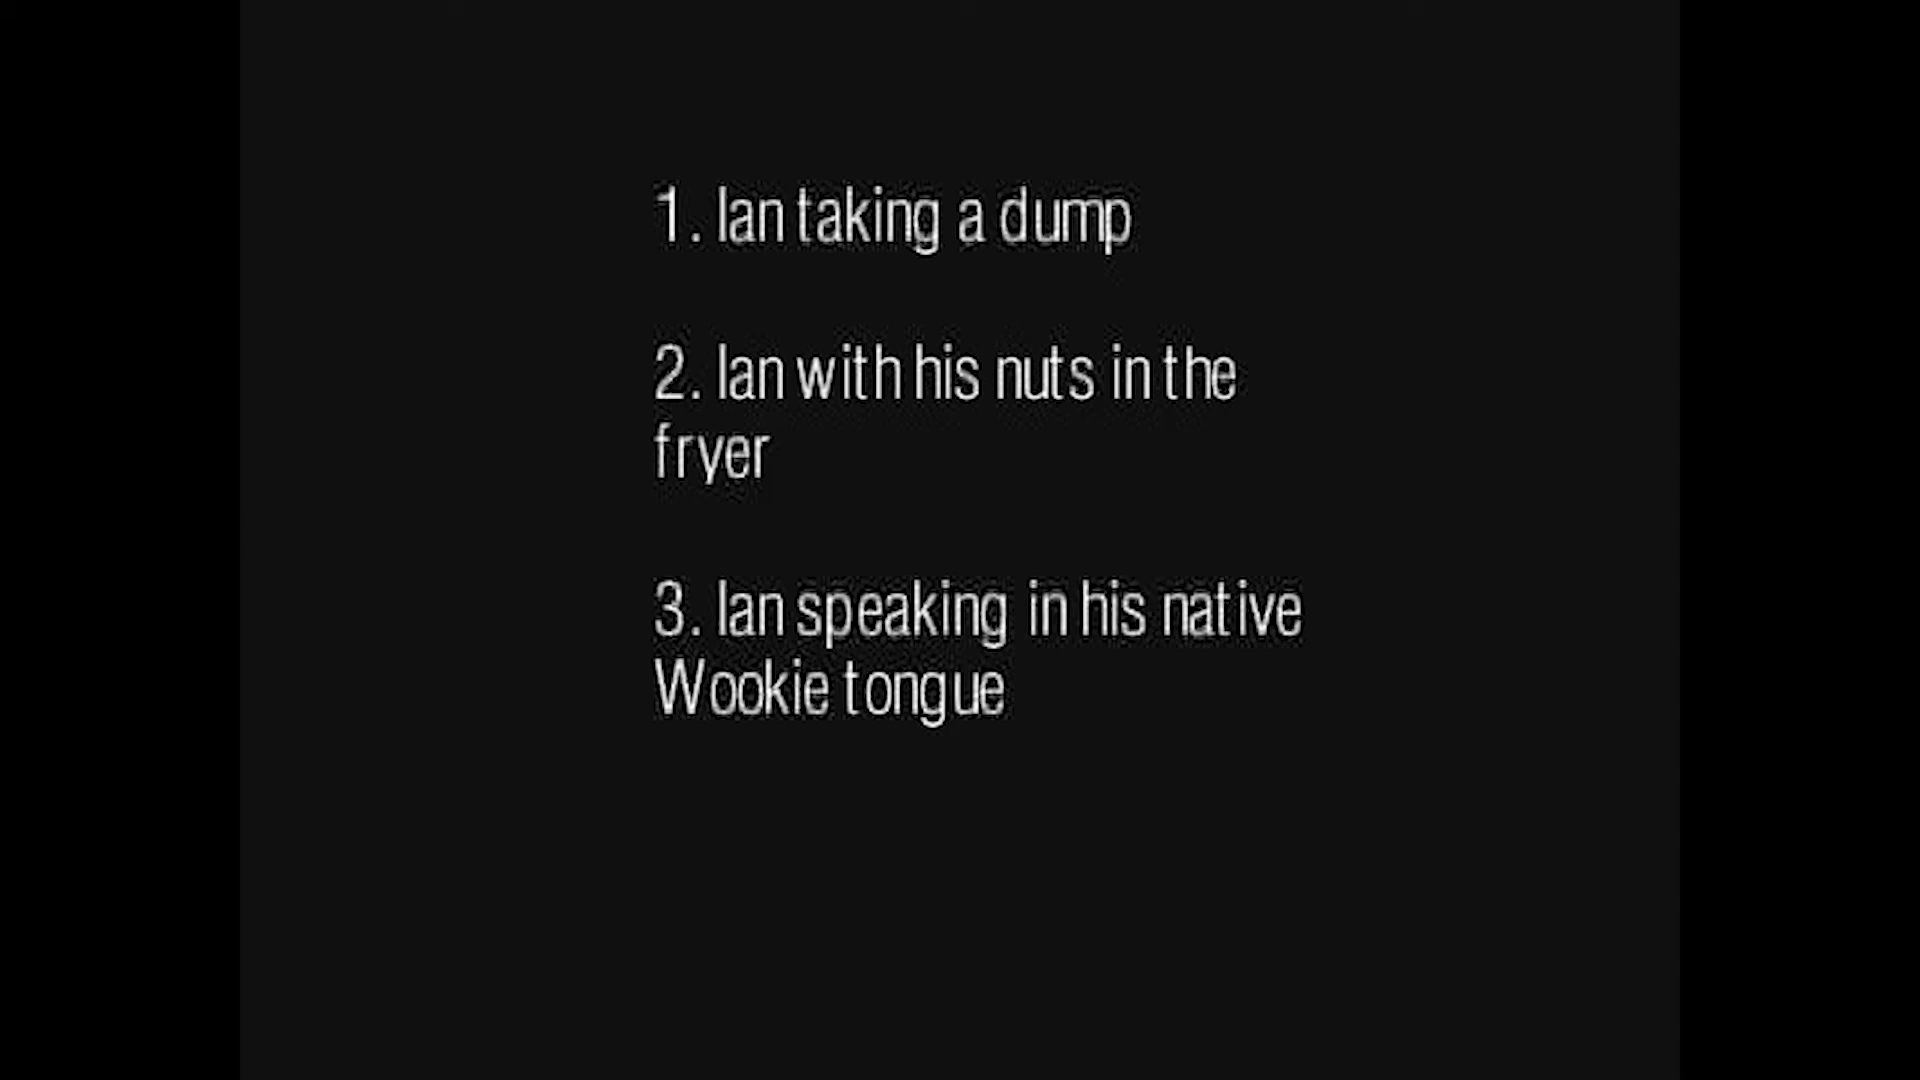 1. Ian taking a dump
2. Ian with his nuts in the
fryer
3. Ian speaking in his native
Wookie tongue